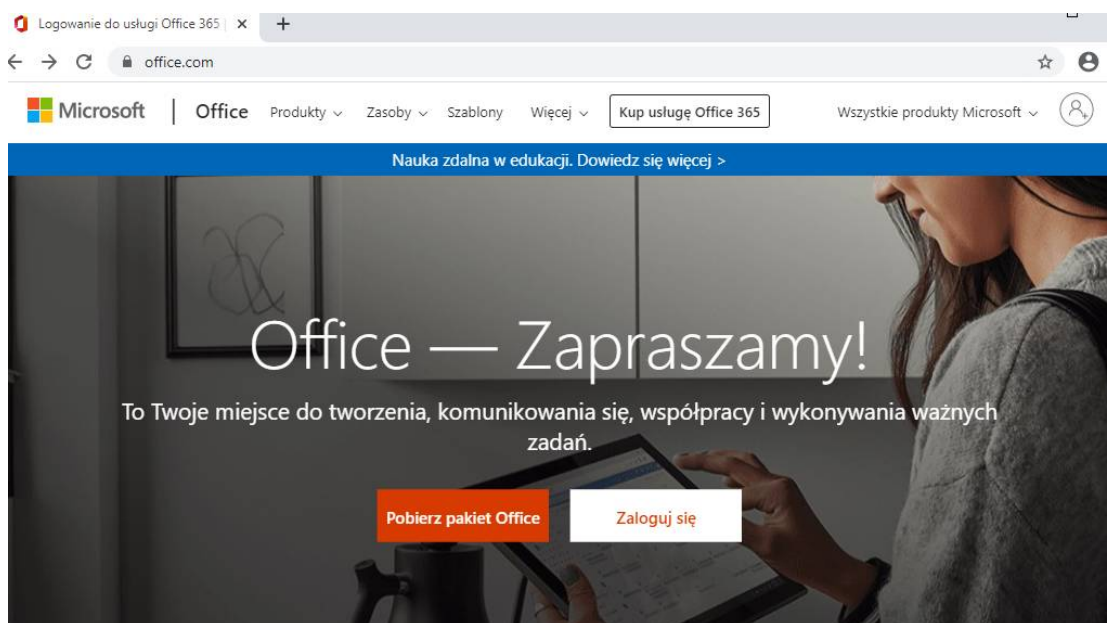 Logowanie do usługi Office 365
office.com
Microsoft | Office Produkty Zasoby Szablony Więcej Kup usługę Office 365 Wszystkie produkty Microsoft
Nauka zdalna w edukacji. Dowiedz się więcej >
Office — Zapraszamy!
To Twoje miejsce do tworzenia, komunikowania się, współpracy i wykonywania ważnych
zadań.
Pobierz pakiet Office Zaloguj się